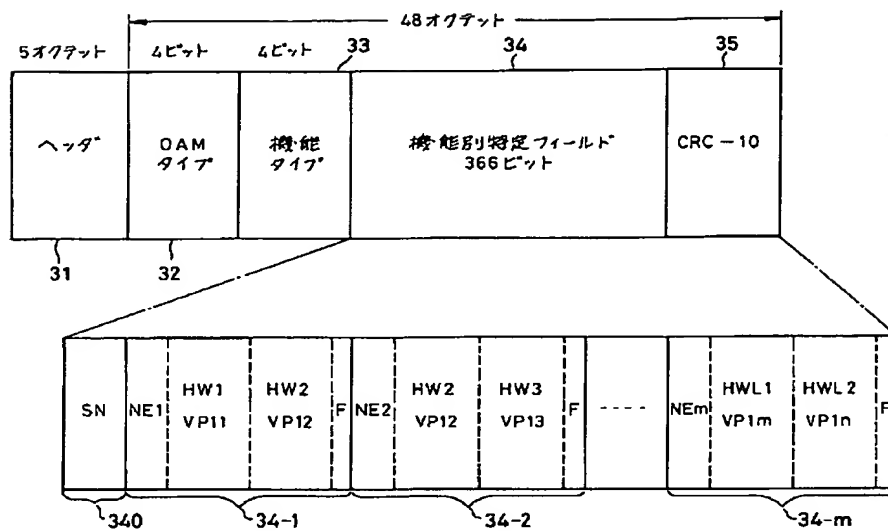 48オクテット
5オクテット 4ビット 4ビット 33 34 35
ヘッダ
OAM
タイプ
機能
タイプ
機能別特定フィールド
366ビット
CRC-10
31 32
SN NE1 HW1 HW2 F NE2 HW2 HW3 F ---- NEm HWL1 HWL2 F
VP11 VP12 VP12 VP13 VP1m VP1n
340 34-1 34-2 34-m